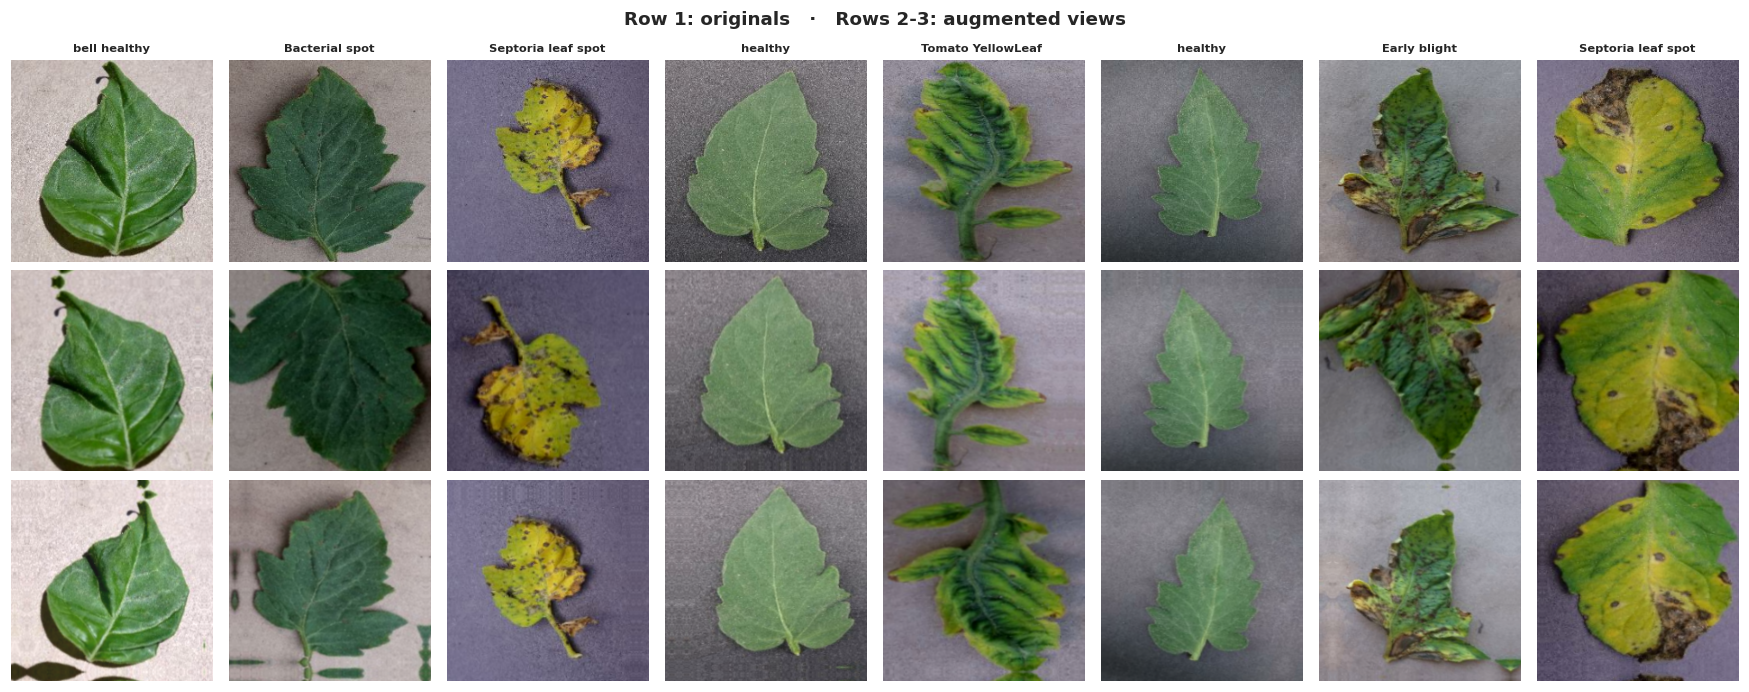 Row 1: originals · Rows 2-3: augmented views
bell healthy
Bacterial spot
Septoria leaf spot
healthy
Tomato YellowLeaf
healthy
Early blight
Septoria leaf spot